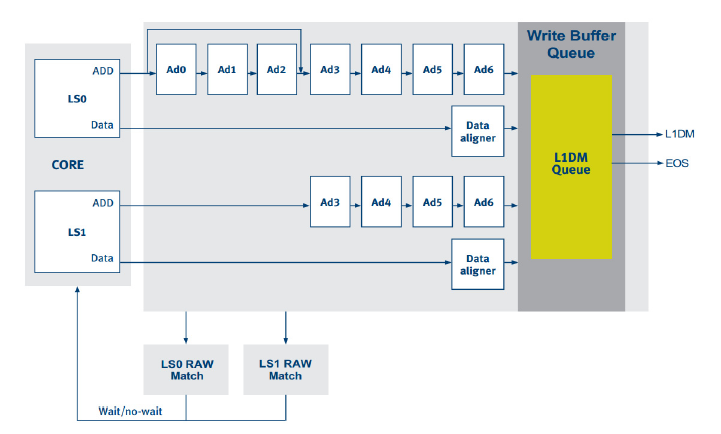 Write Buffer
Queue
ADD
LS0
Data
Ad0
Ad1
Ad2
Ad3
Ad4
Ad5
Ad6
Data
aligner
L1DM
Queue
L1DM
EOS
CORE
ADD
LS1
Data
Ad3
Ad4
Ad5
Ad6
Data
aligner
LS0 RAW
Match
LS1 RAW
Match
Wait/no-wait